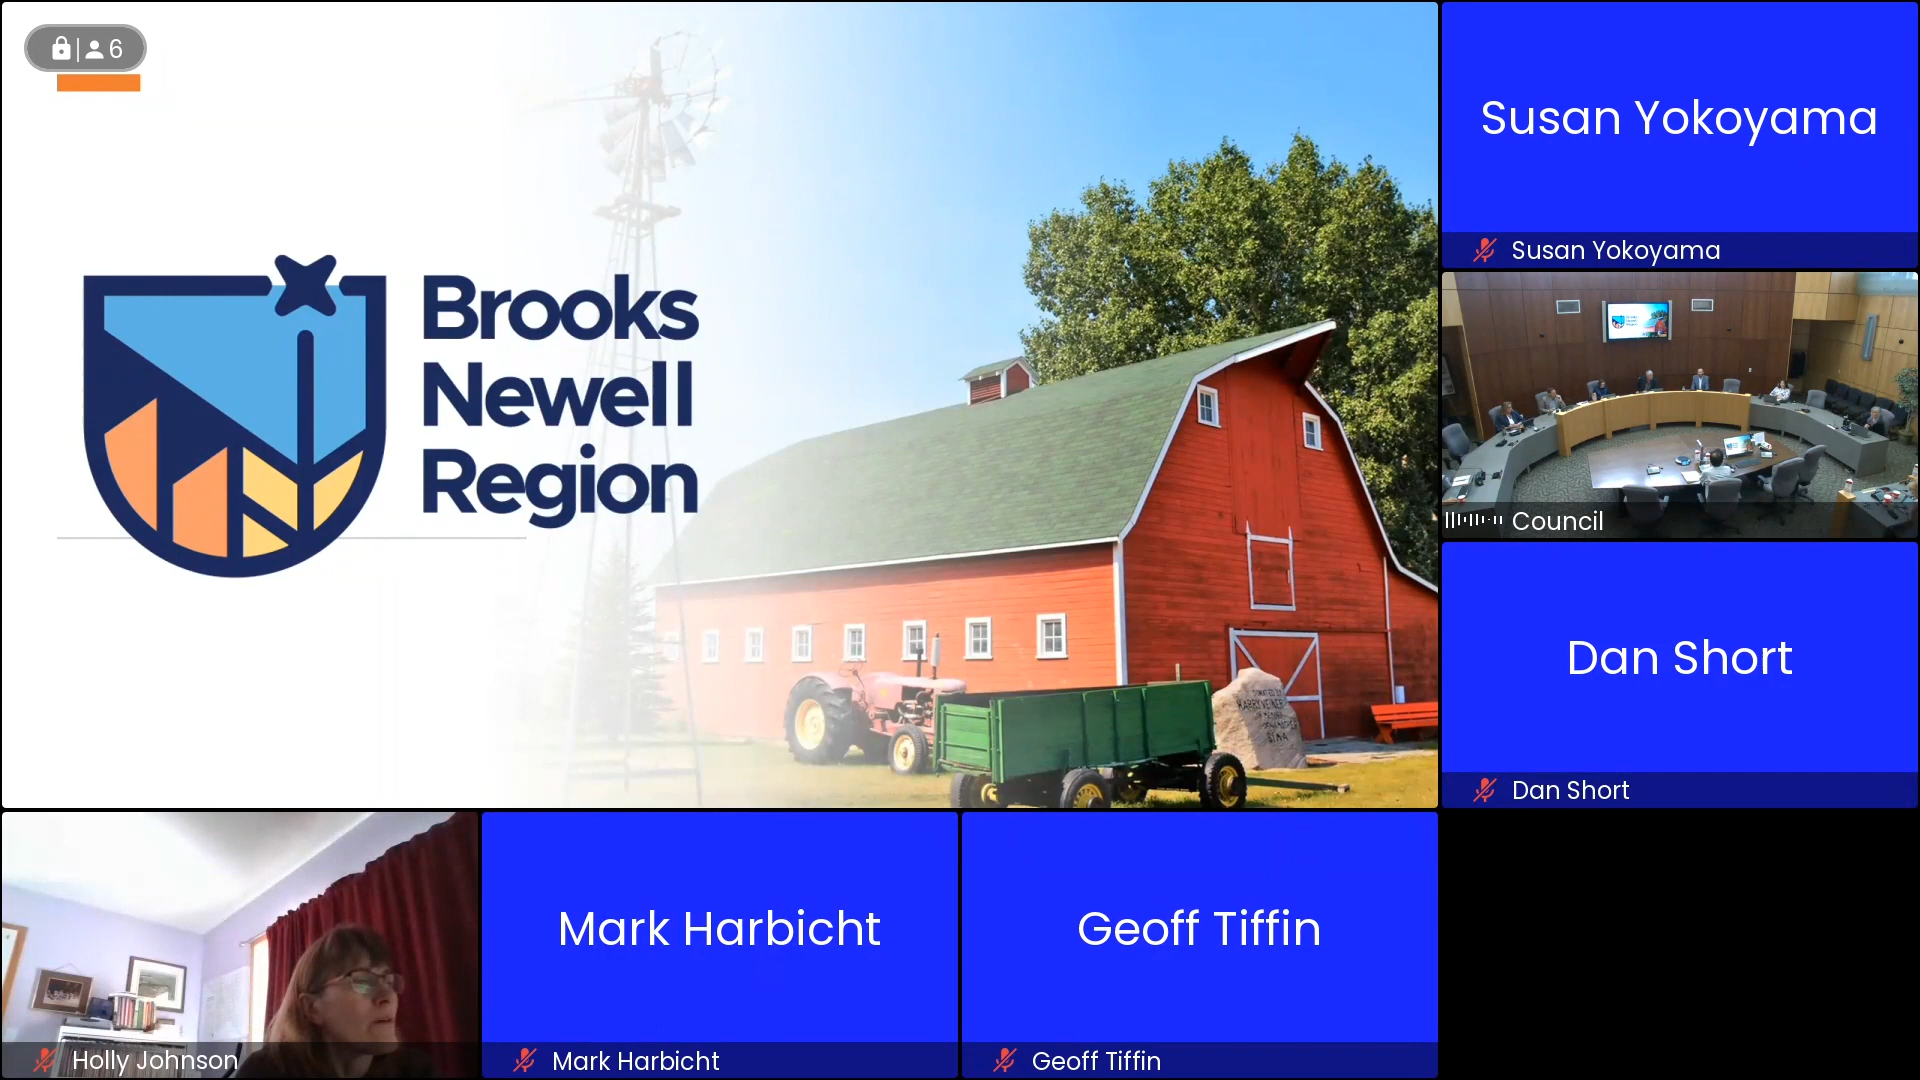 6
Brooks
Newell
Region
Susan Yokoyama
Susan Yokoyama
Council
Dan Short
Dan Short
Holly Johnson
Mark Harbicht
Mark Harbicht
Geoff Tiffin
Geoff Tiffin